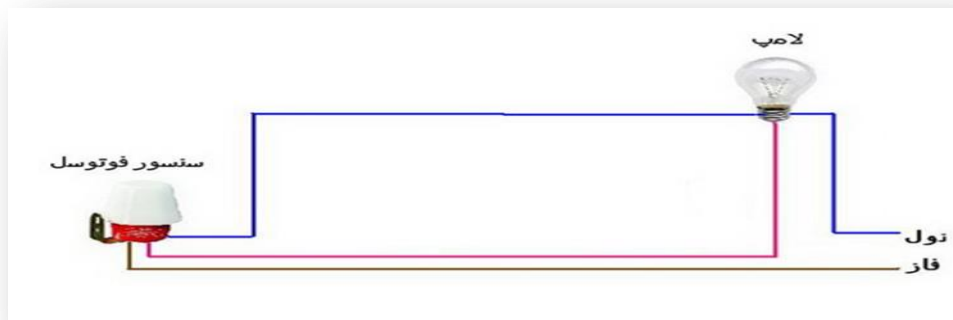 لامپ
سنسور فوتوسل
نول
فاز